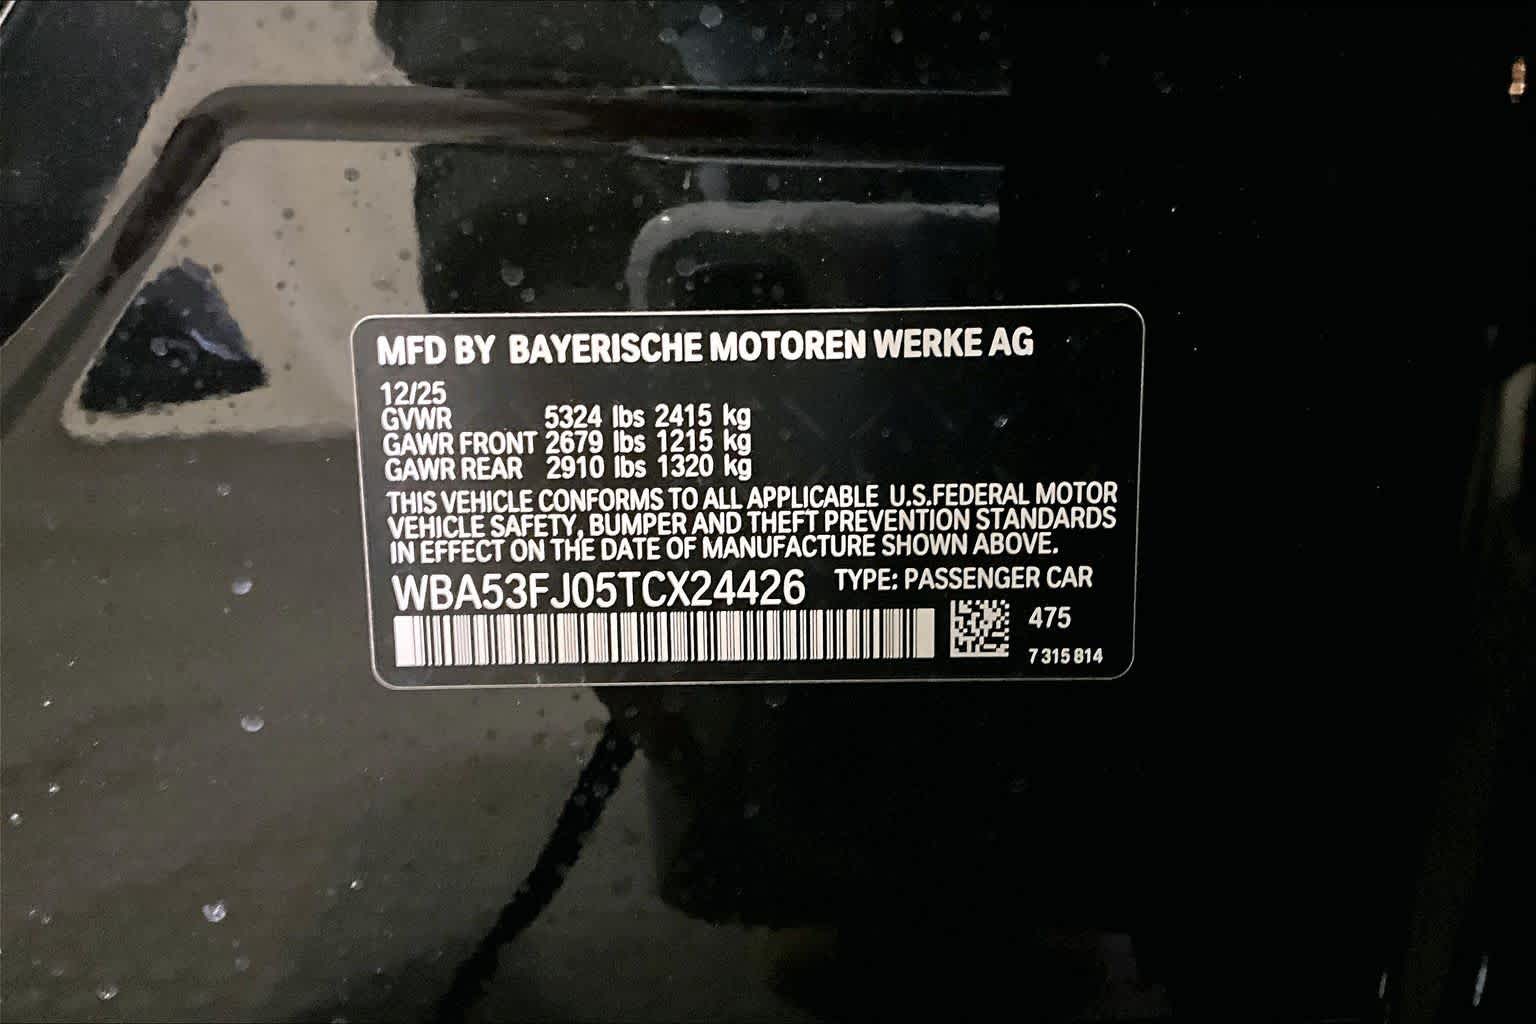 MFD BY BAYERISCHE MOTOREN WERKE AG
12/25
GVWR 5324 lbs 2415 kg
GAWR FRONT 2679 lbs 1215 kg
GAWR REAR 2910 lbs 1320 kg
THIS VEHICLE CONFORMS TO ALL APPLICABLE U.S.FEDERAL MOTOR
VEHICLE SAFETY, BUMPER AND THEFT PREVENTION STANDARDS
IN EFFECT ON THE DATE OF MANUFACTURE SHOWN ABOVE.
WBA53FJ05TCX24426 TYPE: PASSENGER CAR
475
7 315 814